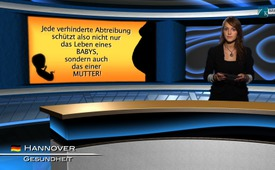 Jede verhinderte Abtreibung
schützt also nicht nur
das Leben eines
BABYS,
sondern auch
das einer
MUTTER!
HANNOVER
GESUNDHEIT